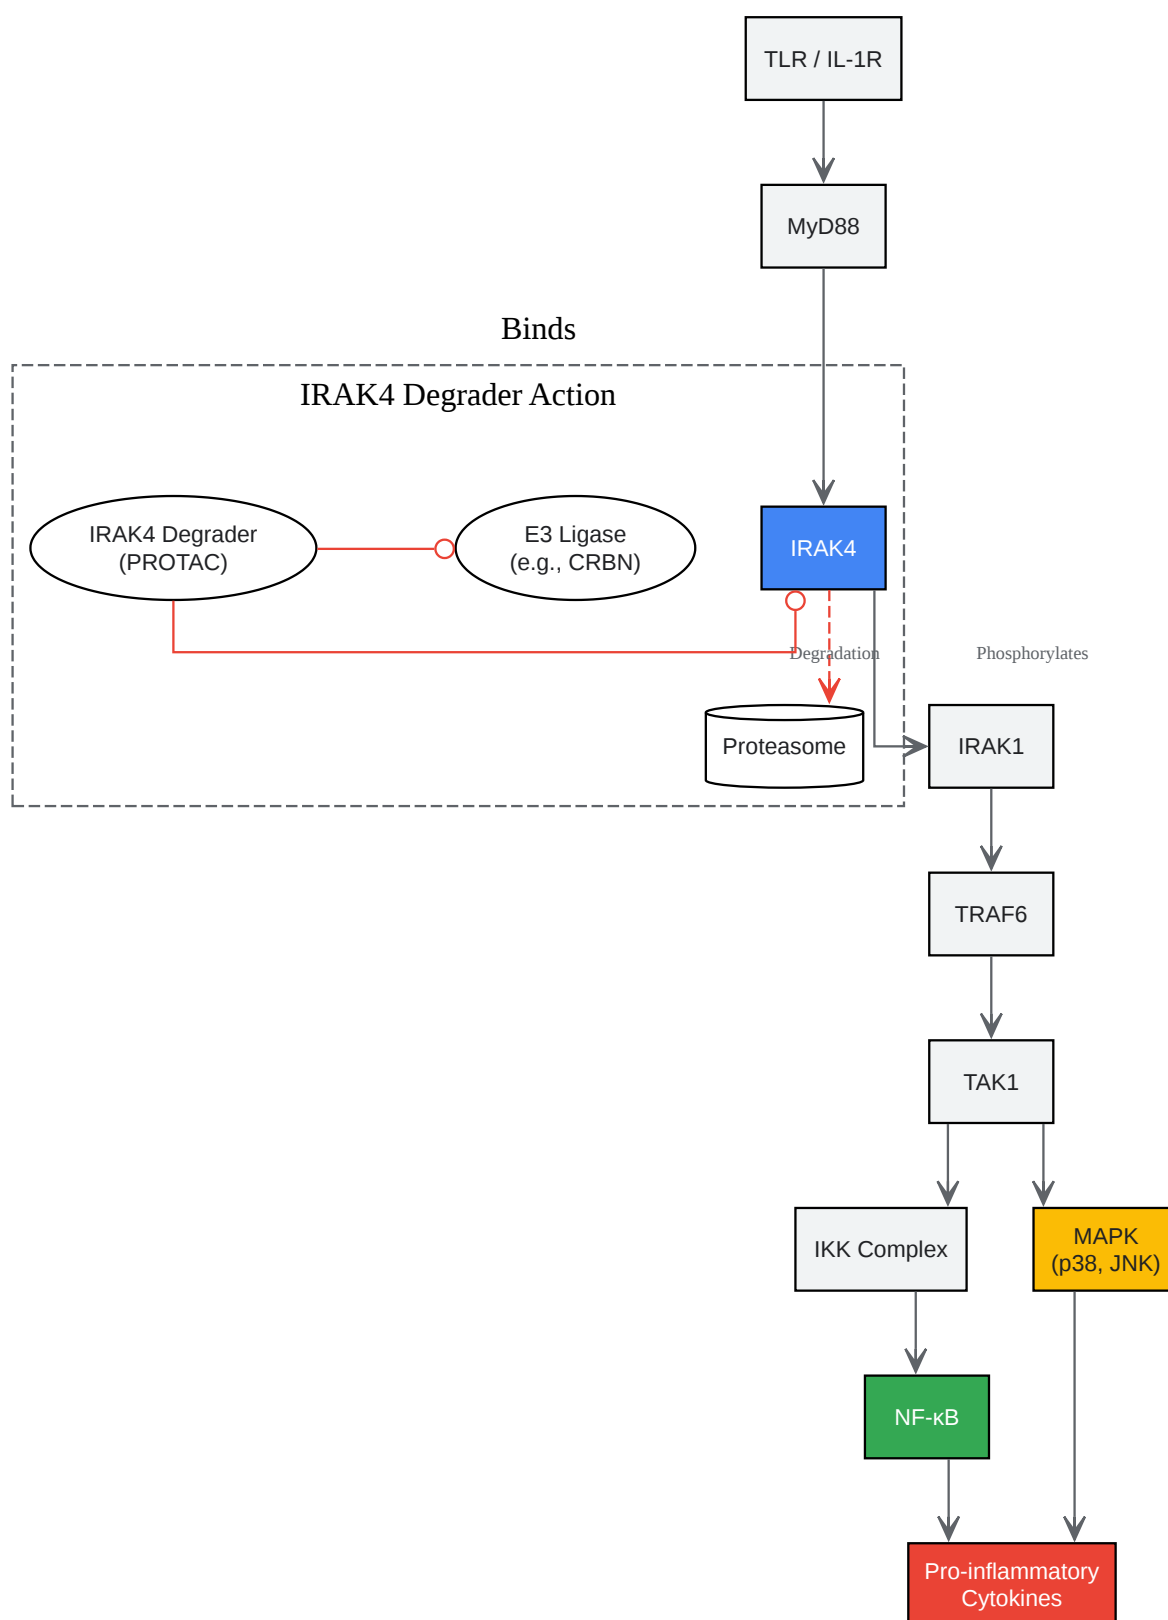 TLR / IL-1R
MyD88
Binds
IRAK4 Degrader Action
IRAK4 Degrader
(PROTAC)
E3 Ligase
(e.g., CRBN)
IRAK4
Degradation
Phosphorylates
Proteasome
IRAK1
TRAF6
TAK1
IKK Complex
MAPK
(p38, JNK)
NF-κB
Pro-inflammatory
Cytokines